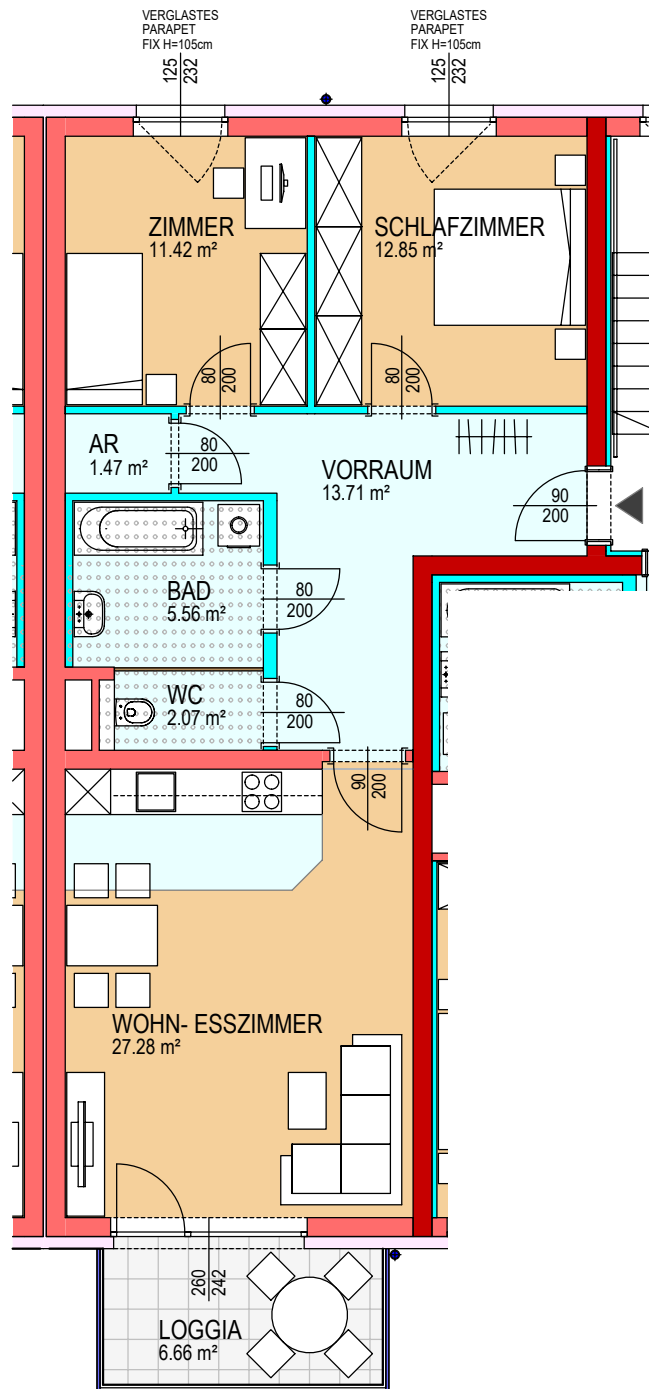 VERGLASTES
PARAPET
FIX H=105cm
125
232
VERGLASTES
PARAPET
FIX H=105cm
125
232
ZIMMER
11.42 m²
SCHLAFZIMMER
12.85 m²
80
200
80
200
AR
1.47 m²
80
200
VORRAUM
13.71 m²
90
200
BAD
5.56 m²
80
200
WC
2.07 m²
80
200
90
200
WOHN- ESSZIMMER
27.28 m²
260
242
LOGGIA
6.66 m²